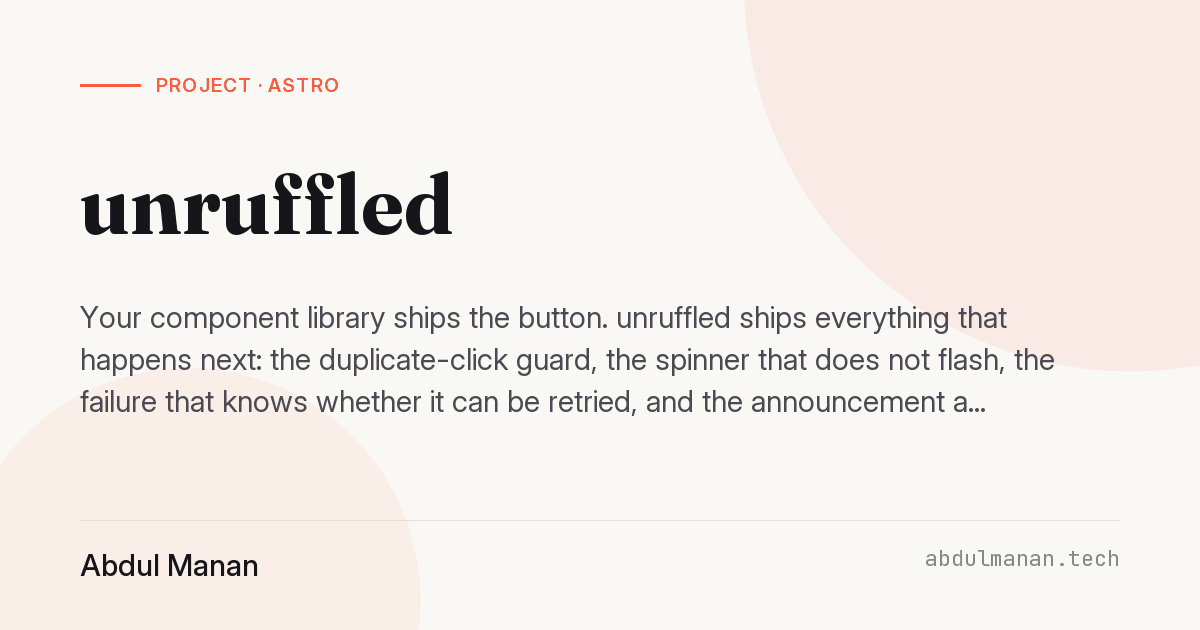 PROJECT · ASTRO
unruffled
Your component library ships the button. unruffled ships everything that
happens next: the duplicate-click guard, the spinner that does not flash, the
failure that knows whether it can be retried, and the announcement a...
Abdul Manan
abdulmanan.tech